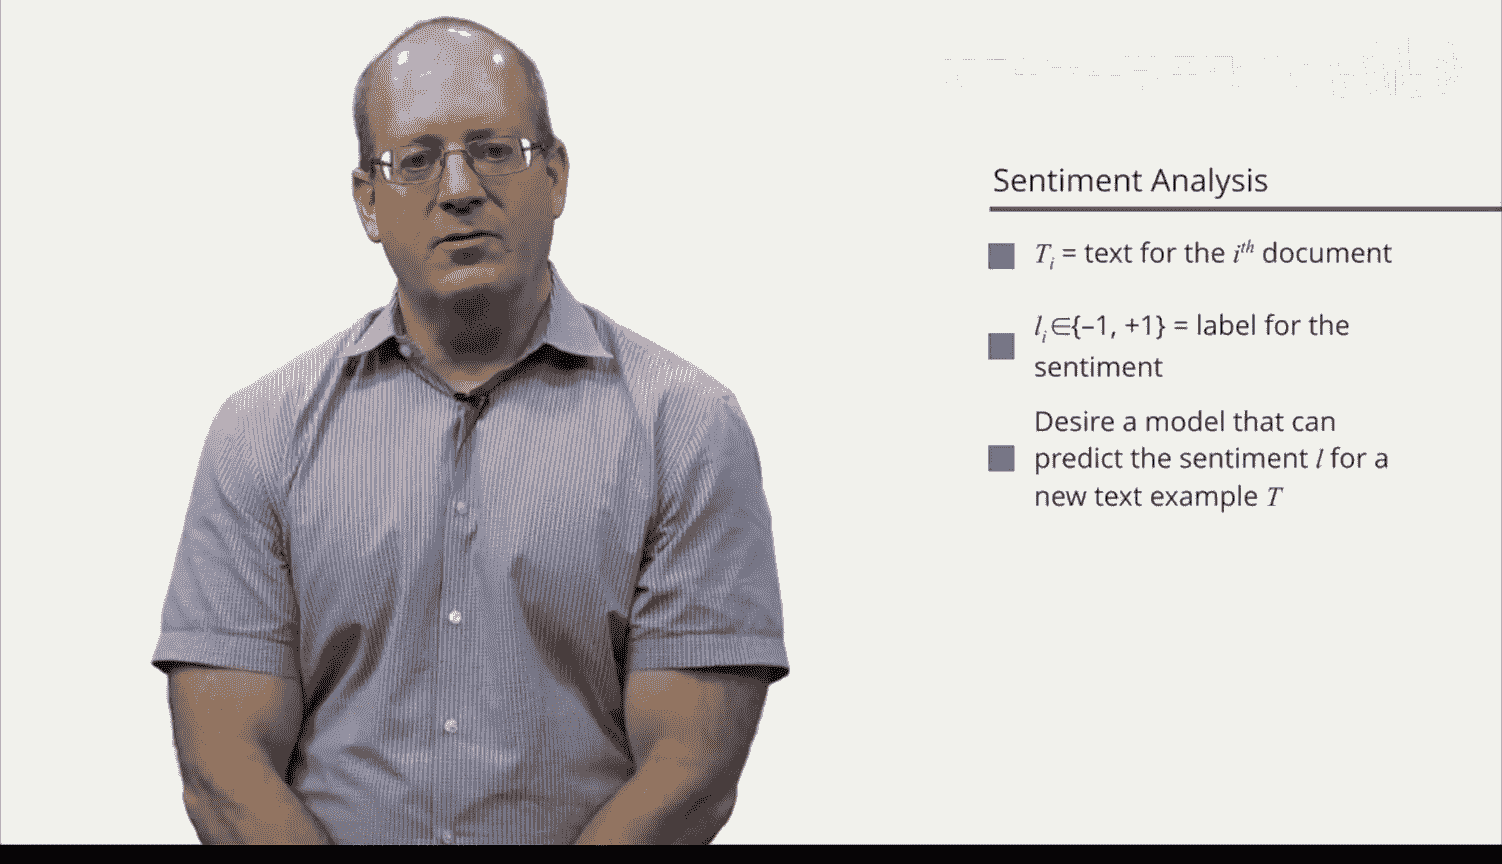 Sentiment Analysis
Tᵢ = text for the iᵗʰ document
lᵢ∈{–1, +1} = label for the
sentiment
Desire a model that can
predict the sentiment l for a
new text example T